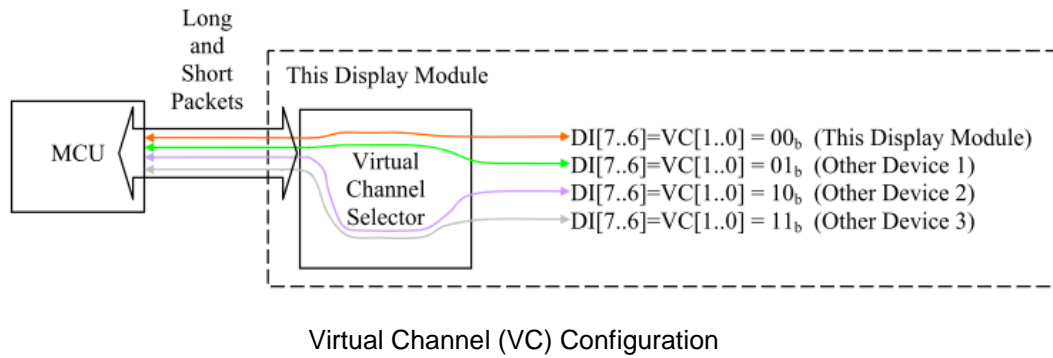 Long
and
Short
Packets
This Display Module
MCU
Virtual
Channel
Selector
DI[7..6]=VC[1..0] = 00b (This Display Module)
DI[7..6]=VC[1..0] = 01b (Other Device 1)
DI[7..6]=VC[1..0] = 10b (Other Device 2)
DI[7..6]=VC[1..0] = 11b (Other Device 3)
Virtual Channel (VC) Configuration